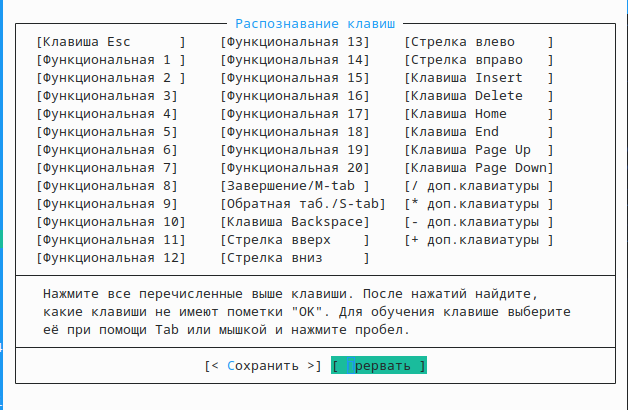 Распознавание клавиш
[Клавиша Esc      ]    [Функциональная 13]    [Стрелка влево    ]
[Функциональная 1 ]    [Функциональная 14]    [Стрелка вправо   ]
[Функциональная 2 ]    [Функциональная 15]    [Клавиша Insert   ]
[Функциональная 3]     [Функциональная 16]    [Клавиша Delete   ]
[Функциональная 4]     [Функциональная 17]    [Клавиша Home     ]
[Функциональная 5]     [Функциональная 18]    [Клавиша End      ]
[Функциональная 6]     [Функциональная 19]    [Клавиша Page Up  ]
[Функциональная 7]     [Функциональная 20]    [Клавиша Page Down]
[Функциональная 8]     [Завершение/M-tab ]    [/ доп.клавиатуры ]
[Функциональная 9]     [Обратная таб./S-tab]  [* доп.клавиатуры ]
[Функциональная 10]    [Клавиша Backspace]    [- доп.клавиатуры ]
[Функциональная 11]    [Стрелка вверх    ]    [+ доп.клавиатуры ]
[Функциональная 12]    [Стрелка вниз     ]
Нажмите все перечисленные выше клавиши. После нажатий найдите,
какие клавиши не имеют пометки "OK". Для обучения клавише выберите
её при помощи Tab или мышкой и нажмите пробел.
[< Сохранить >] [ Прервать ]